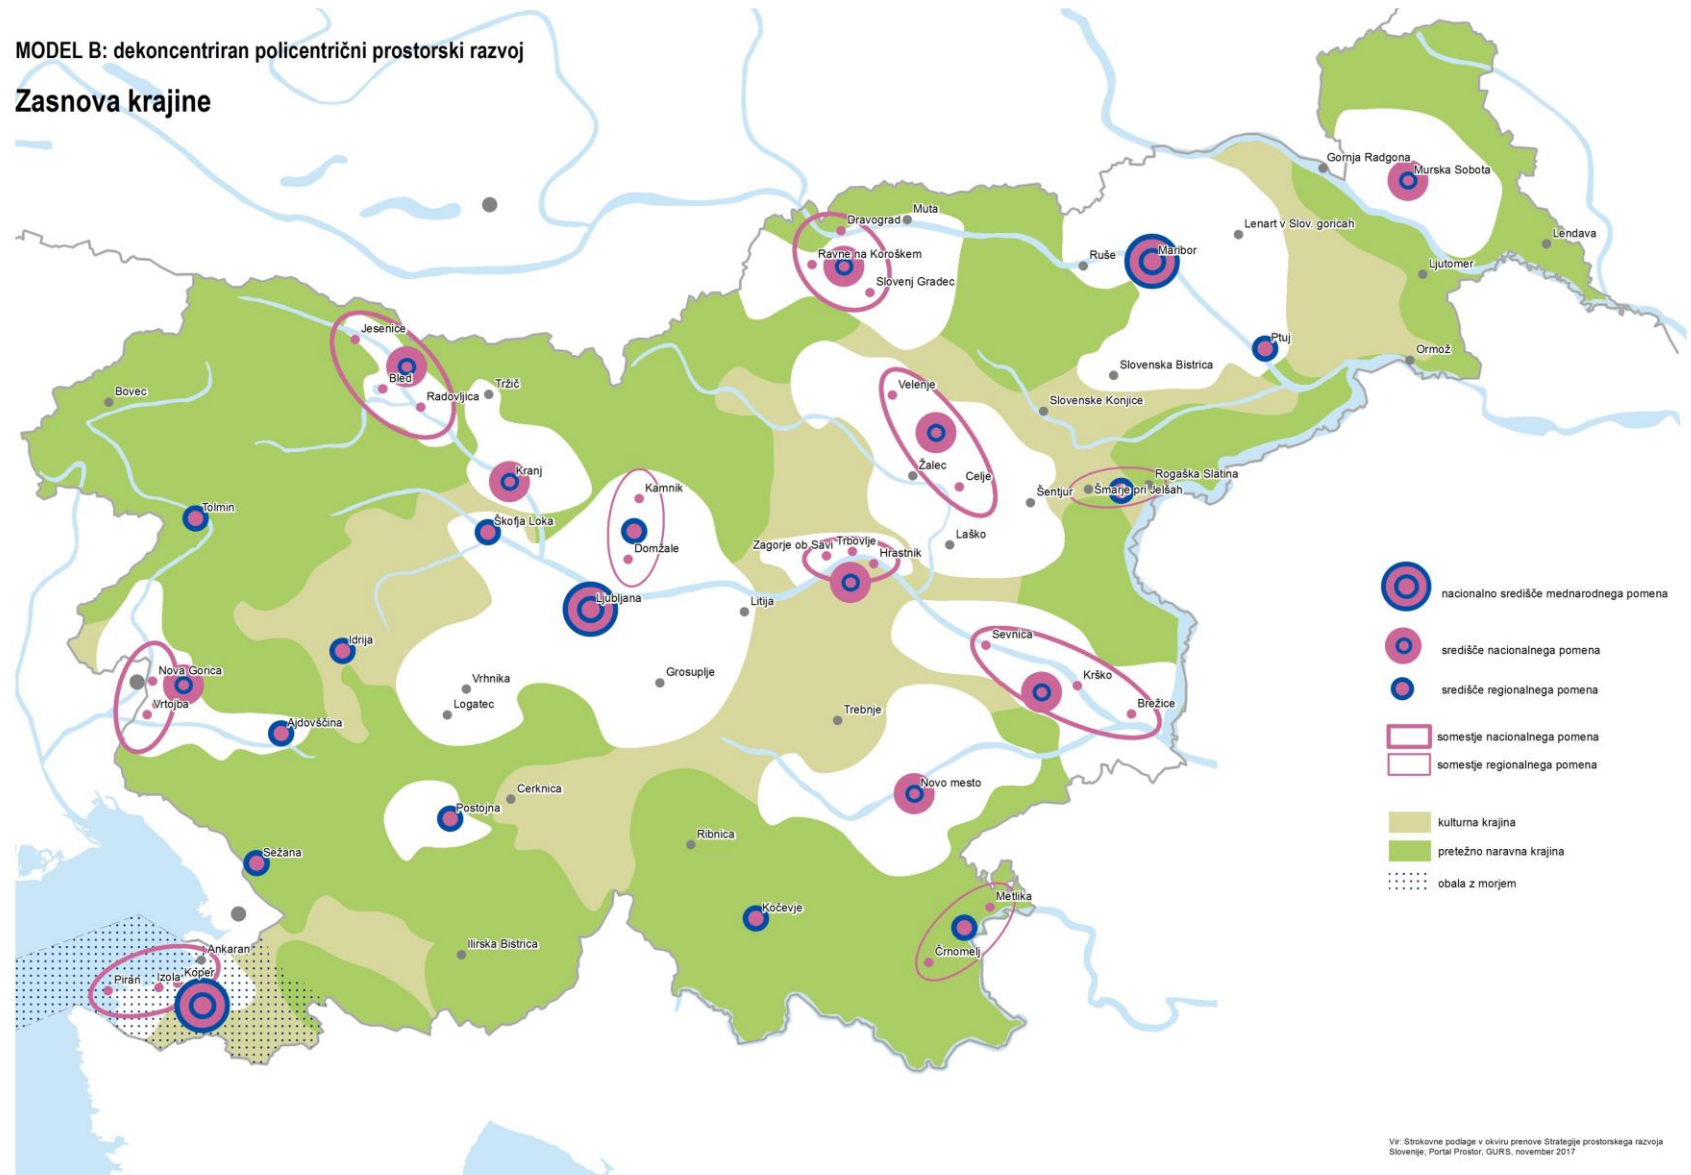 MODEL B: dekoncentriran policentrični prostorski razvoj
Zasnova krajine
Gornja Radgona
Murska Sobota
Muta
Dravograd
Lenart v Slov. goricah
Lendava
Ravne na Koroškem
Ruše
Maribor
Ljutomer
Slovenj Gradec
Jesenice
Ptuj
Ormož
Slovenska Bistrica
Bled
Tržič
Velenje
Bovec
Radovljica
Slovenske Konjice
Kranj
Žalec
Rogaška Slatina
Celje
Kamnik
Šentjur
Šmarje pri Jelšah
Tolmin
Škofja Loka
Laško
Domžale
Zagorje ob Savi
Trbovlje
Hrastnik
Ljubljana
Litija
Idrija
Sevnica
Nova Gorica
Grosuplje
Krško
Vrhnika
Vrtojba
Logatec
Brežice
Ajdovščina
Trebnje
Novo mesto
Cerknica
Postojna
Ribnica
Sežana
Metlika
Kočevje
Ilirska Bistrica
Črnomelj
Ankaran
Koper
Izola
Piran
nacionalno središče mednarodnega pomena
središče nacionalnega pomena
središče regionalnega pomena
somestje nacionalnega pomena
somestje regionalnega pomena
kulturna krajina
pretežno naravna krajina
obala z morjem
Vir: Strokovne podlage v okviru prenove Strategije prostorskega razvoja
Slovenije; Portal Prostor, GURS, november 2017